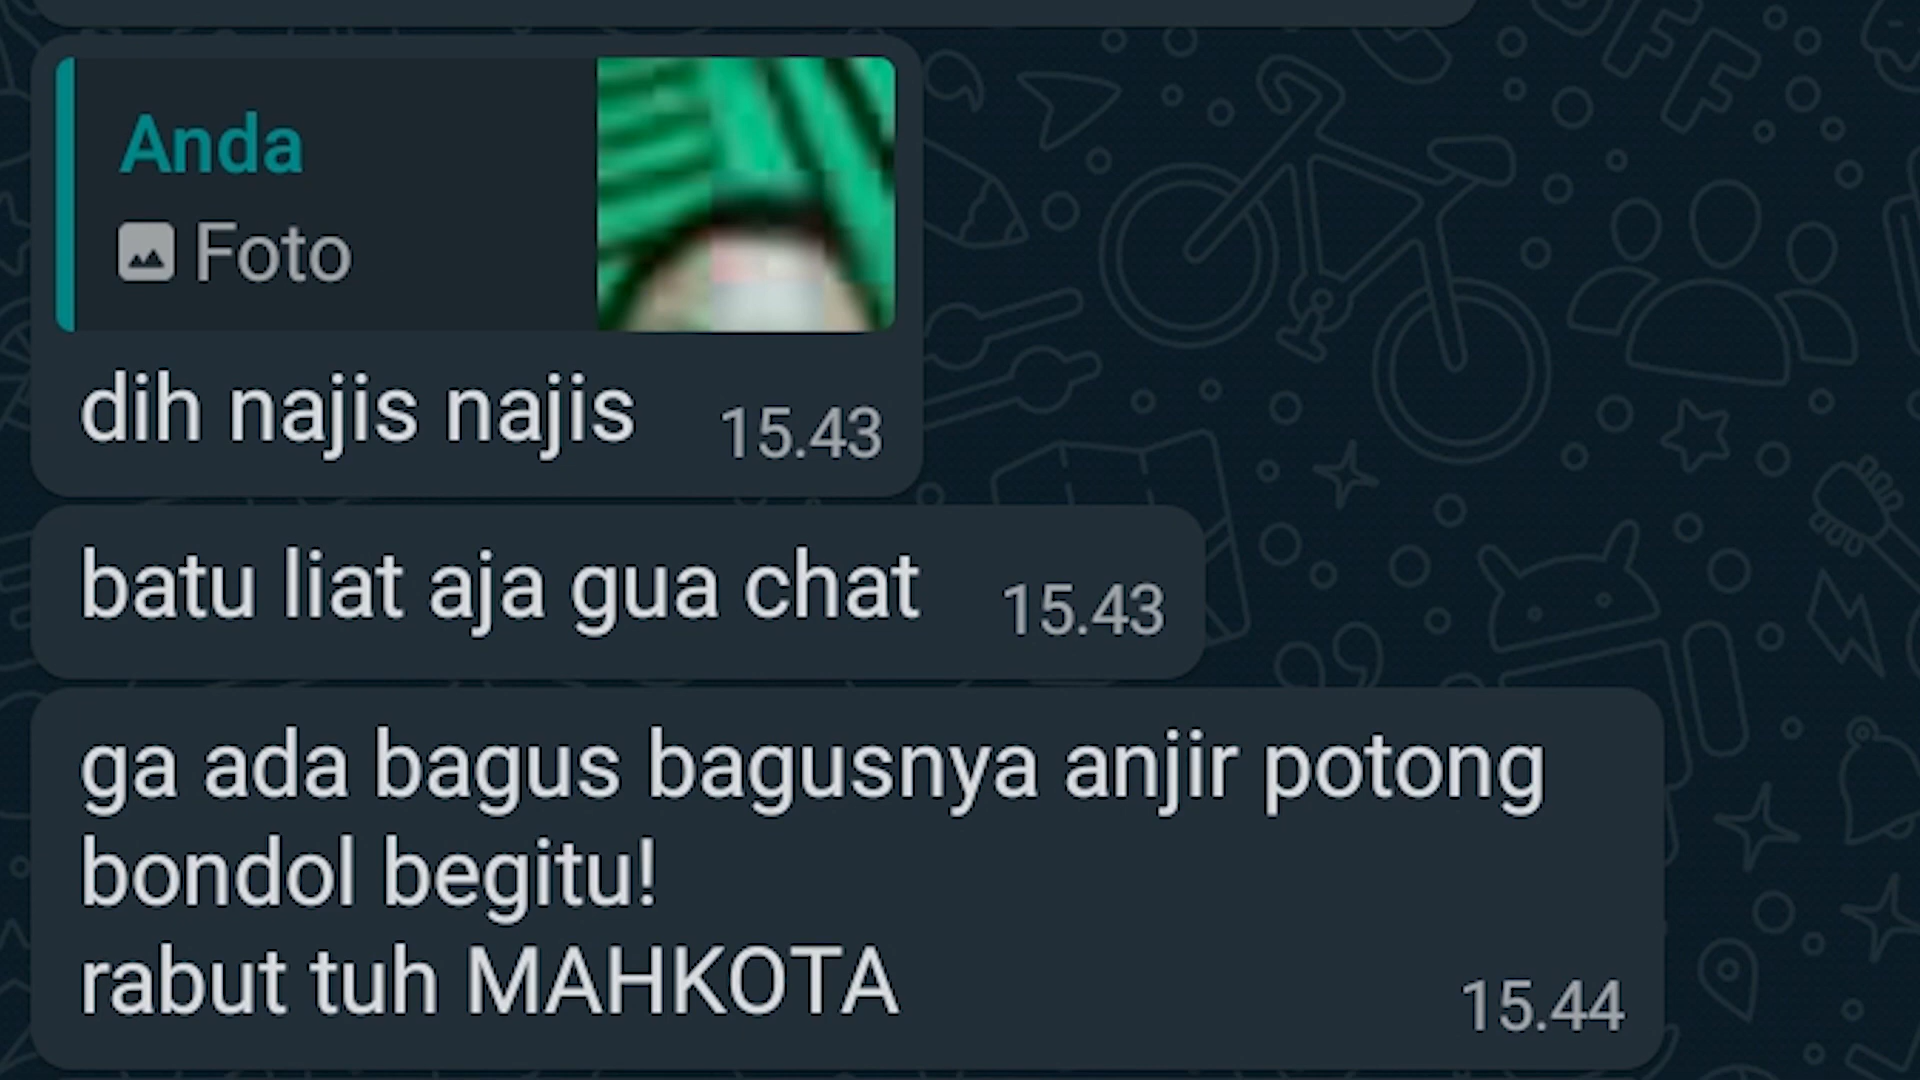 Anda
Foto
dih najis najis 15.43
batu liat aja gua chat 15.43
ga ada bagus bagusnya anjir potong
bondol begitu!
rabut tuh MAHKOTA 15.44